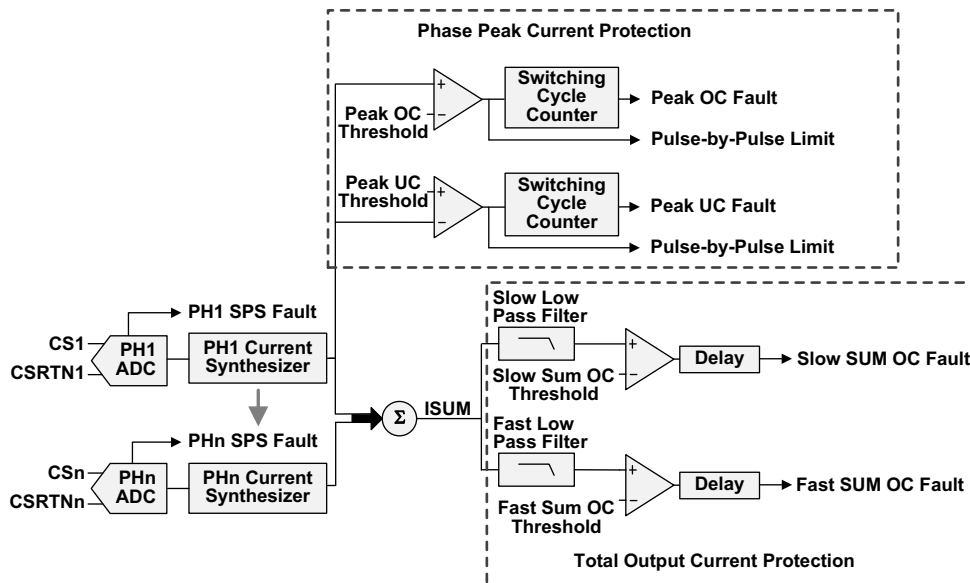 Phase Peak Current Protection
+
Peak OC
Threshold
−
Switching
Cycle
Counter
Peak OC Fault
Pulse-by-Pulse Limit
Peak UC
Threshold
+
−
Switching
Cycle
Counter
Peak UC Fault
Pulse-by-Pulse Limit
PH1 SPS Fault
CS1
CSRTN1
PH1
ADC
PH1 Current
Synthesizer
PHn SPS Fault
CSn
CSRTNn
PHn
ADC
PHn Current
Synthesizer
Σ
ISUM
Slow Low
Pass Filter
+
Slow Sum OC
Threshold
−
Delay
Slow SUM OC Fault
Fast Low
Pass Filter
+
Fast Sum OC
Threshold
−
Delay
Fast SUM OC Fault
Total Output Current Protection